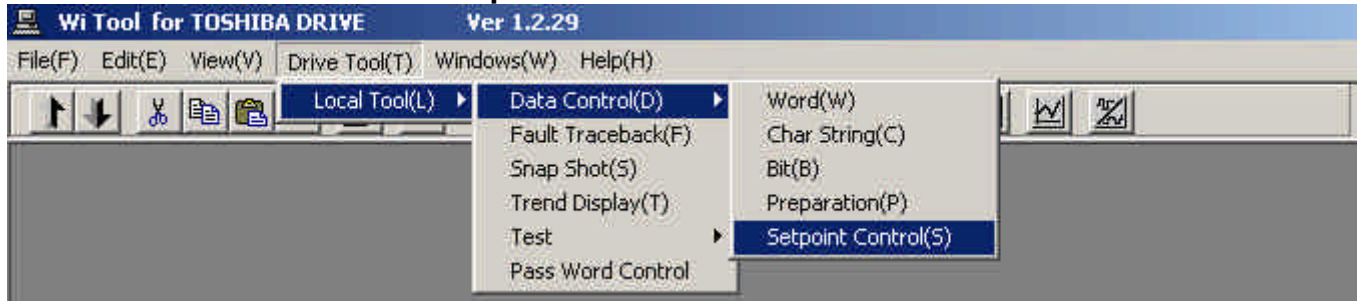 Wi Tool for TOSHIBA DRIVE Ver 1.2.29
File(F) Edit(E) View(V) Drive Tool(T) Windows(W) Help(H)
Local Tool(L)
Data Control(D)
Fault Traceback(F)
Snap Shot(S)
Trend Display(T)
Test
Pass Word Control
Word(W)
Char String(C)
Bit(B)
Preparation(P)
Setpoint Control(S)